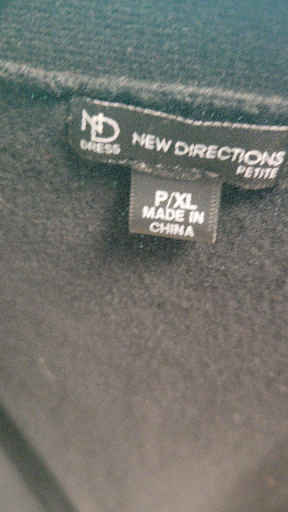 ND
DRESS
NEW DIRECTIONS
PETITE
P/XL
MADE IN
CHINA